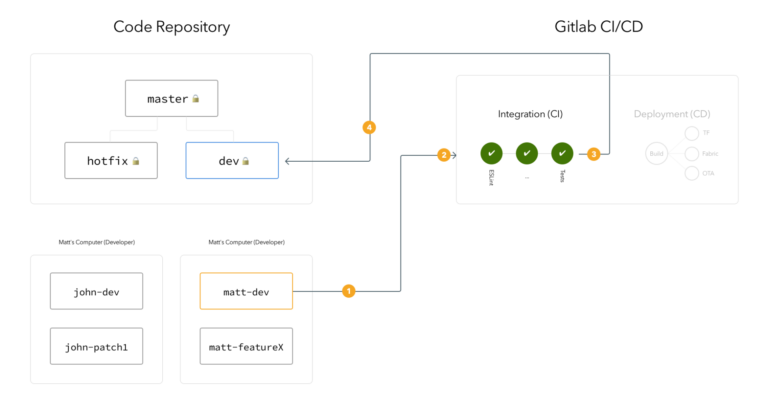 Code Repository
Gitlab CI/CD
master
hotfix
dev
4
2
3
1
Integration (CI)
ESLint
...
Tests
Deployment (CD)
Build
TF
Fabric
OTA
Matt's Computer (Developer)
Matt's Computer (Developer)
john-dev
matt-dev
john-patch1
matt-featureX